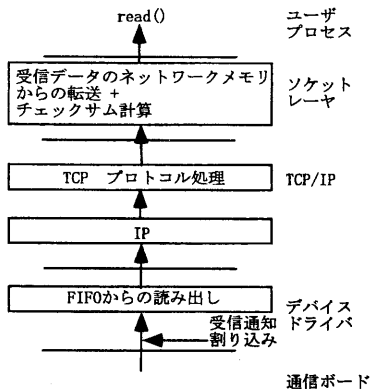 read()
ユーザ
プロセス
受信データのネットワークメモリ
からの転送 +
チェックサム計算
ソケット
レーヤ
TCP プロトコル処理
TCP/IP
IP
FIFOからの読み出し
デバイス
ドライバ
受信通知
割り込み
通信ボード